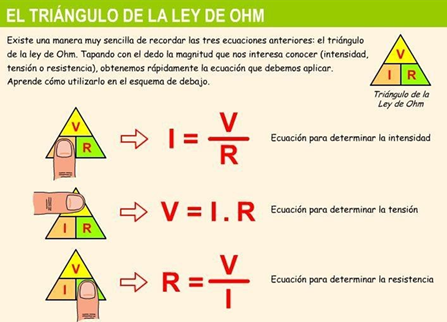 EL TRIÁNGULO DE LA LEY DE OHM
Existe una manera muy sencilla de recordar las tres ecuaciones anteriores: el triángulo
de la ley de Ohm. Tapando con el dedo la magnitud que nos interesa conocer (intensidad,
tensión o resistencia), obtenemos rápidamente la ecuación que debemos aplicar.
Aprende cómo utilizarlo en el esquema de debajo.
V
I R
Triángulo de la
Ley de Ohm
V
R
I = V / R
Ecuación para determinar la intensidad
I R
V = I . R
Ecuación para determinar la tensión
V
I
R = V / I
Ecuación para determinar la resistencia